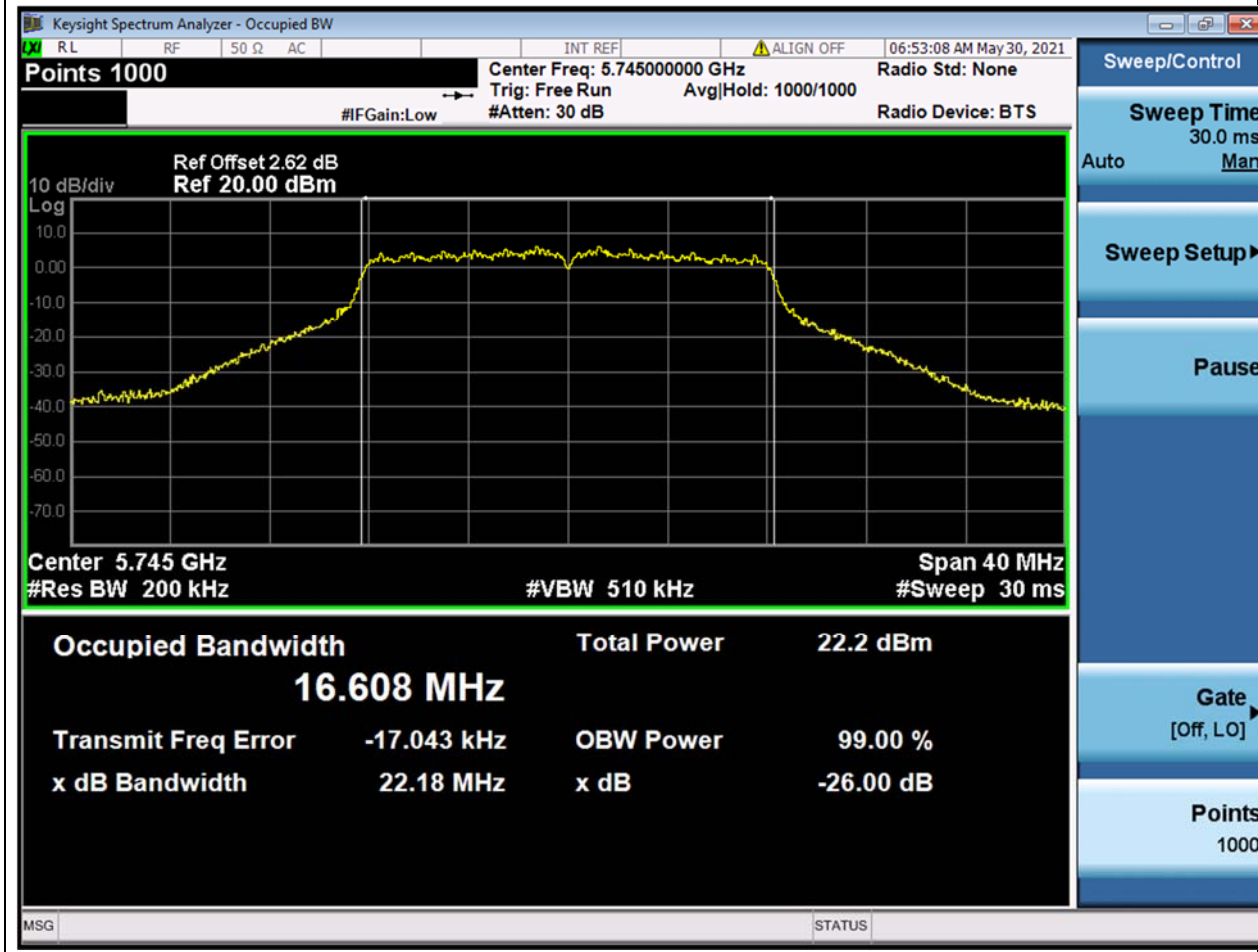 Keysight Spectrum Analyzer - Occupied BW
LXI RL RF 50 Ω AC INT REF ALIGN OFF 06:53:08 AM May 30, 2021
Points 1000
Center Freq: 5.745000000 GHz Radio Std: None
Trig: Free Run Avg|Hold: 1000/1000
#IFGain:Low #Atten: 30 dB Radio Device: BTS
Ref Offset 2.62 dB
10 dB/div Ref 20.00 dBm
Log
10.0
0.00
-10.0
-20.0
-30.0
-40.0
-50.0
-60.0
-70.0
Center 5.745 GHz Span 40 MHz
#Res BW 200 kHz #VBW 510 kHz #Sweep 30 ms
Occupied Bandwidth Total Power 22.2 dBm
16.608 MHz
Transmit Freq Error -17.043 kHz OBW Power 99.00 %
x dB Bandwidth 22.18 MHz x dB -26.00 dB
MSG STATUS
Sweep/Control
Sweep Time
30.0 ms
Auto Man
Sweep Setup
Pause
Gate
[Off, LO]
Points
1000